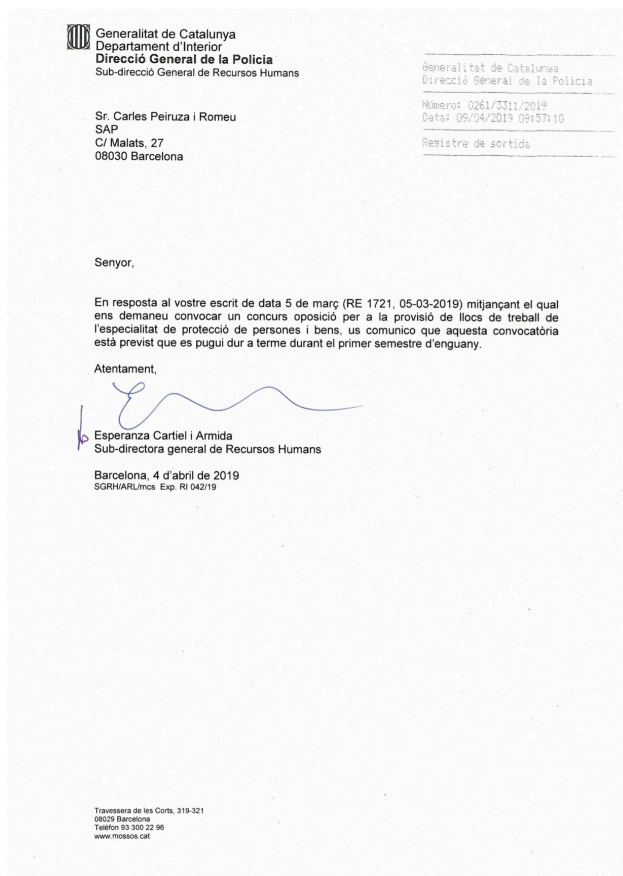 Generalitat de Catalunya
Departament d'Interior
Direcció General de la Policia
Sub-direcció General de Recursos Humans
Generalitat de Catalunya
Direcció General de la Policia
Número: 0261/3311/2019
Data: 09/04/2019 09:57:10
Registre de sortida
Sr. Carles Peiruza i Romeu
SAP
C/ Malats, 27
08030 Barcelona
Senyor,
En resposta al vostre escrit de data 5 de març (RE 1721, 05-03-2019) mitjançant el qual
ens demaneu convocar un concurs oposició per a la provisió de llocs de treball de
l'especialitat de protecció de persones i bens, us comunico que aquesta convocatòria
està previst que es pugui dur a terme durant el primer semestre d'enguany.
Atentament,
Esperanza Cartiel i Armida
Sub-directora general de Recursos Humans
Barcelona, 4 d'abril de 2019
SGRH/ARL/mcs Exp. RI 042/19
Travessera de les Corts, 319-321
08029 Barcelona
Telèfon 93 300 22 96
www.mossos.cat